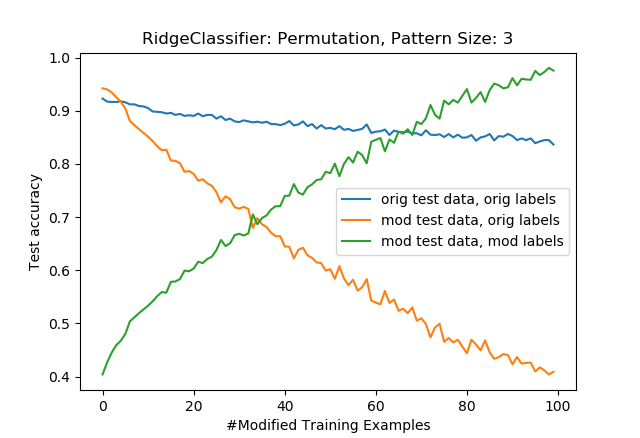 RidgeClassifier: Permutation, Pattern Size: 3
1.0
0.9
0.8
0.7
0.6
0.5
0.4
Test accuracy
orig test data, orig labels
mod test data, orig labels
mod test data, mod labels
0 20 40 60 80 100
#Modified Training Examples